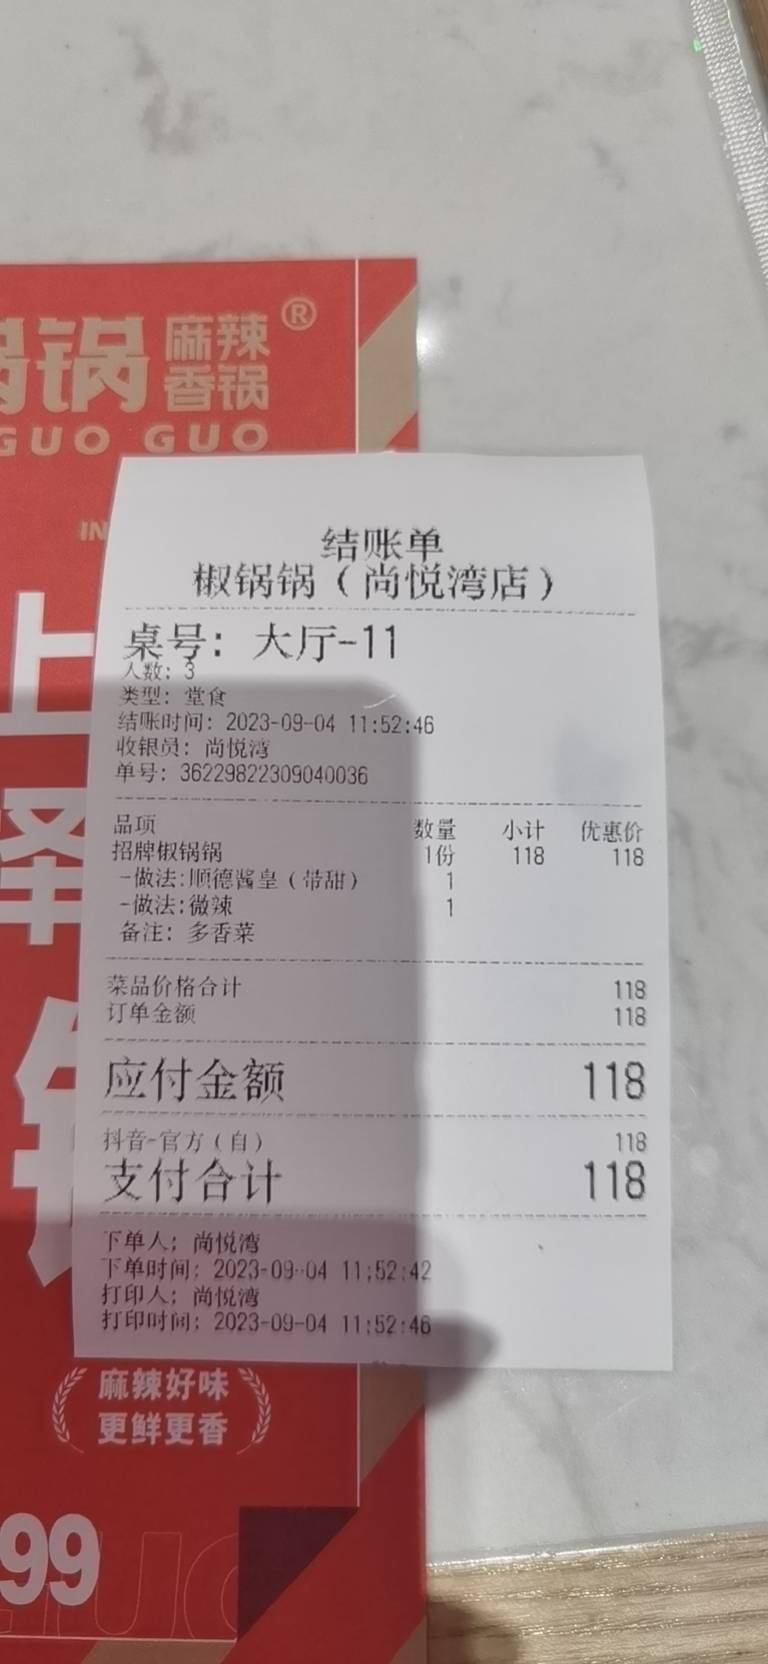 锅锅 麻辣
香锅 ®
GUO GUO
IN
结账单
椒锅锅（尚悦湾店）
桌号: 大厅-11
人数: 3
类型: 堂食
结账时间: 2023-09-04 11:52:46
收银员: 尚悦湾
单号: 36229822309040036
品项 数量 小计 优惠价
招牌椒锅锅 1份 118 118
-做法:顺德酱皇（带甜） 1
-做法:微辣 1
备注: 多香菜
菜品价格合计 118
订单金额 118
应付金额 118
抖音-官方（自） 118
支付合计 118
下单人: 尚悦湾
下单时间: 2023-09-04 11:52:42
打印人: 尚悦湾
打印时间: 2023-09-04 11:52:46
上
麻辣好味
更鲜更香
99